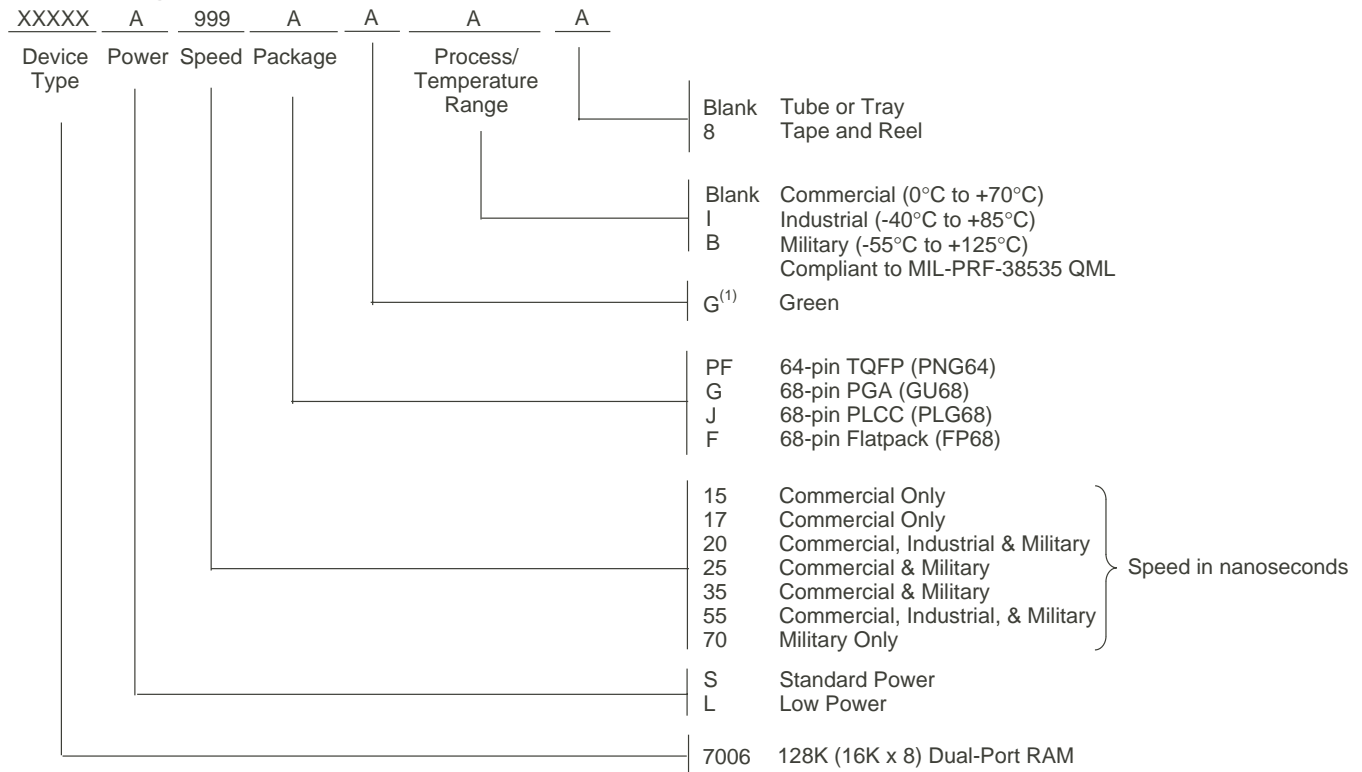 XXXXX A 999 A A A A
Device Type Power Speed Package Process/ Temperature Range
Blank Tube or Tray
8 Tape and Reel
Blank Commercial (0°C to +70°C)
I Industrial (-40°C to +85°C)
B Military (-55°C to +125°C)
Compliant to MIL-PRF-38535 QML
G(1) Green
PF 64-pin TQFP (PNG64)
G 68-pin PGA (GU68)
J 68-pin PLCC (PLG68)
F 68-pin Flatpack (FP68)
15 Commercial Only
17 Commercial Only
20 Commercial, Industrial & Military
25 Commercial & Military
Speed in nanoseconds
35 Commercial & Military
55 Commercial, Industrial, & Military
70 Military Only
S Standard Power
L Low Power
7006 128K (16K x 8) Dual-Port RAM